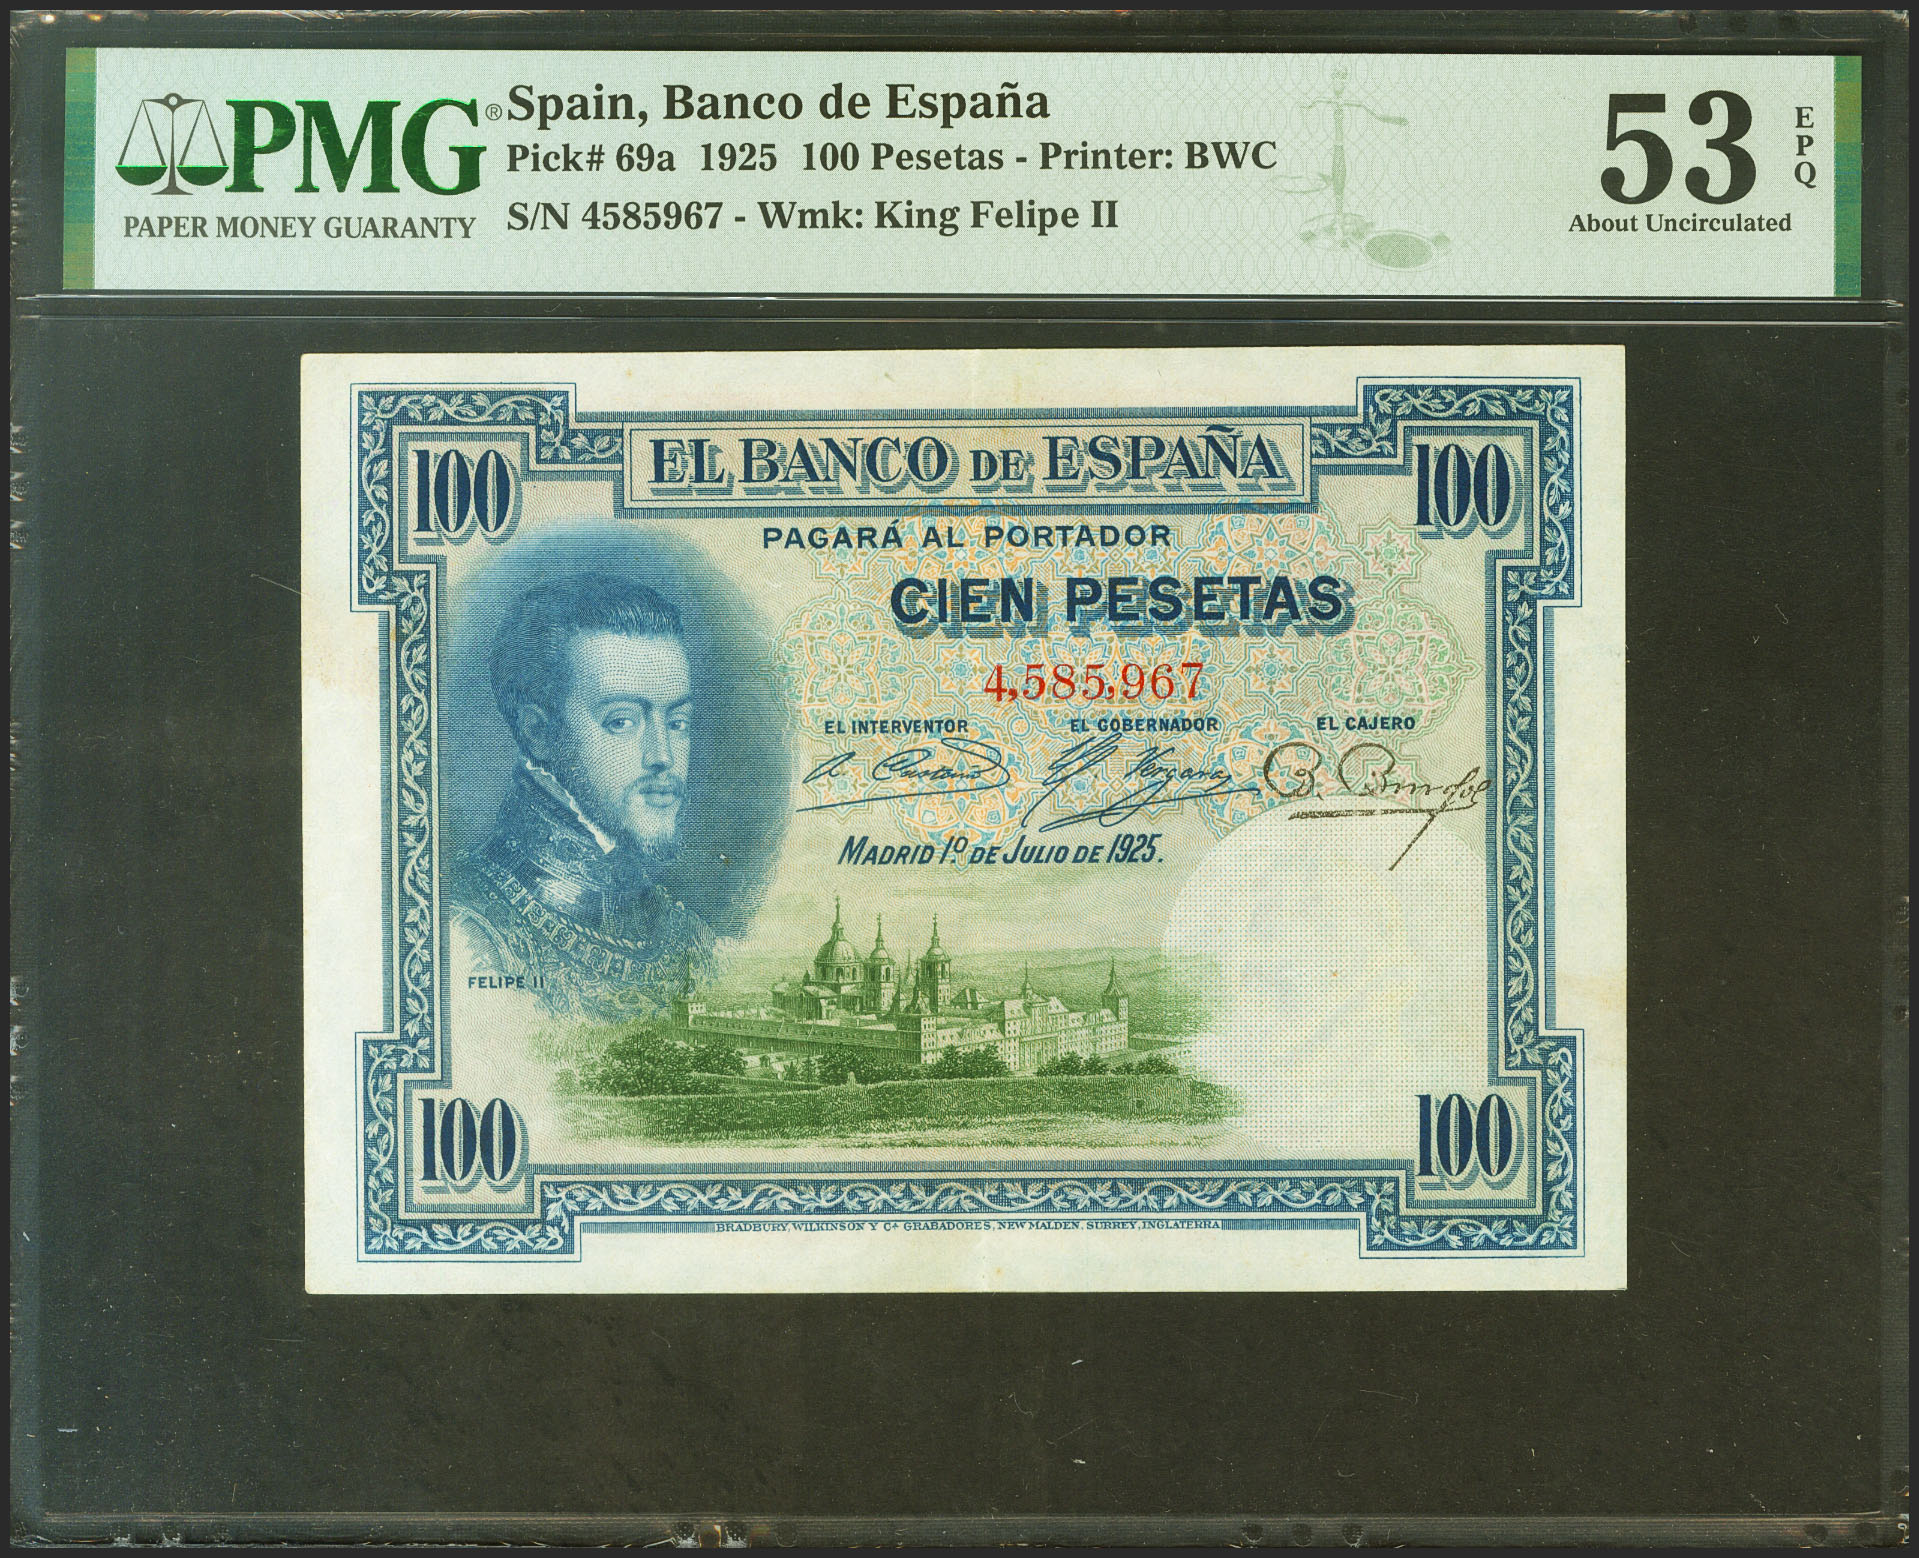 PMG®
PAPER MONEY GUARANTY
Spain, Banco de España
Pick# 69a 1925 100 Pesetas - Printer: BWC
S/N 4585967 - Wmk: King Felipe II
53
EPQ
About Uncirculated
100
EL BANCO DE ESPAÑA
100
PAGARÁ AL PORTADOR
CIEN PESETAS
4,585,967
EL INTERVENTOR
EL GOBERNADOR
EL CAJERO
MADRID 1.º DE JULIO DE 1925.
FELIPE II
100
100
BRADBURY, WILKINSON Y Cª GRABADORES, NEW MALDEN, SURREY, INGLATERRA